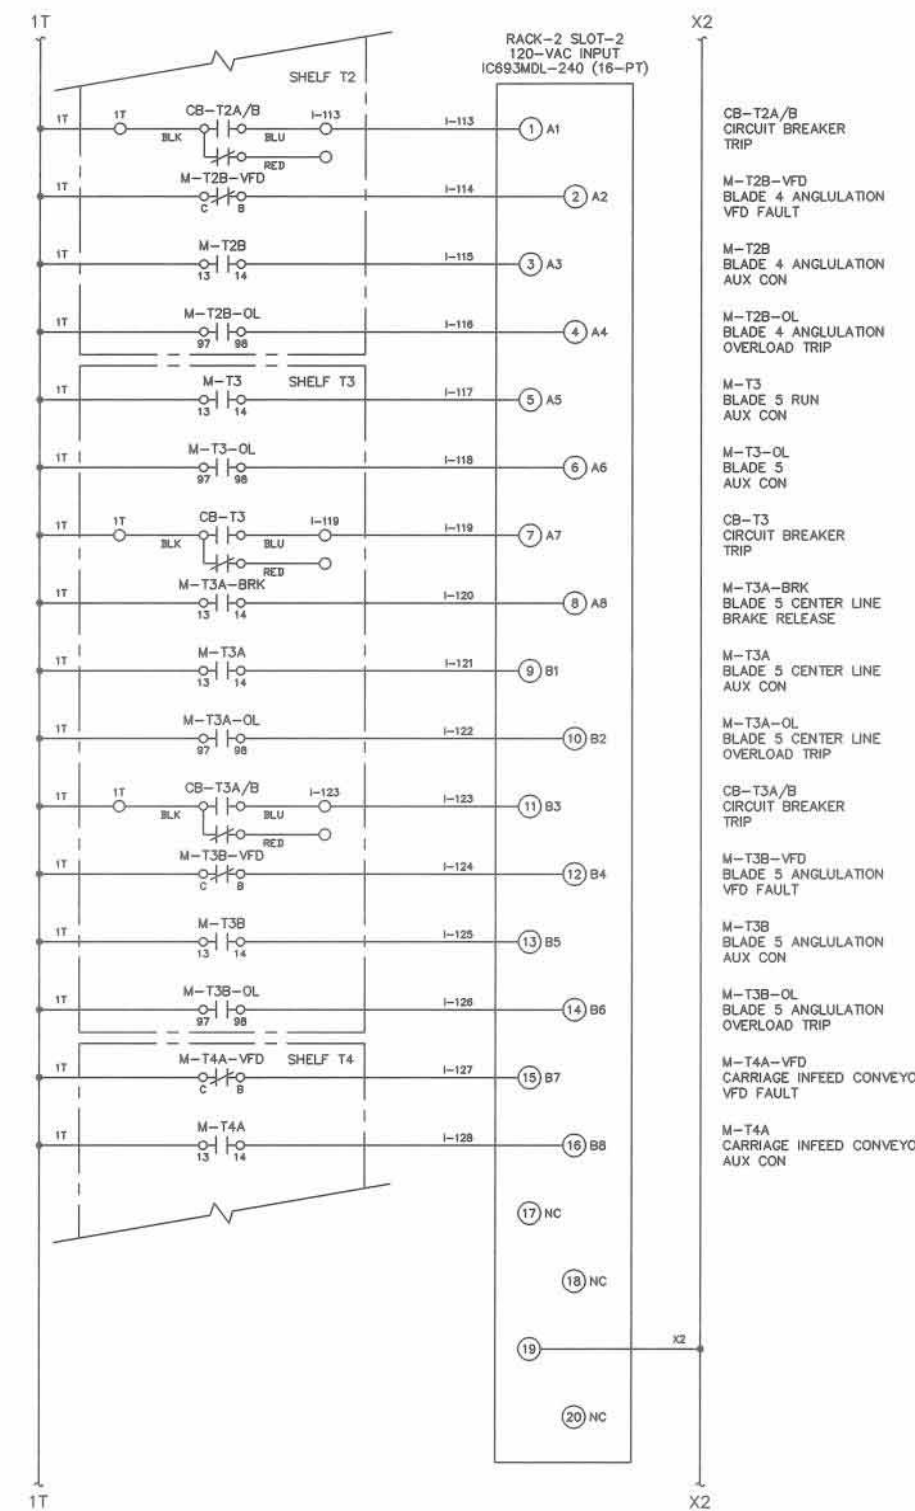 1T
X2
RACK-2 SLOT-2
120-VAC INPUT
IC693MDL-240 (16-PT)
SHELF T2
1T
1T
CB-T2A/B
I-113
BLK
BLU
RED
I-113
1 A1
CB-T2A/B
CIRCUIT BREAKER
TRIP
1T
M-T2B-VFD
C B
I-114
2 A2
M-T2B-VFD
BLADE 4 ANGLULATION
VFD FAULT
1T
M-T2B
13 14
I-115
3 A3
M-T2B
BLADE 4 ANGLULATION
AUX CON
1T
M-T2B-OL
97 98
I-116
4 A4
M-T2B-OL
BLADE 4 ANGLULATION
OVERLOAD TRIP
SHELF T3
1T
M-T3
13 14
I-117
5 A5
M-T3
BLADE 5 RUN
AUX CON
1T
M-T3-OL
97 98
I-118
6 A6
M-T3-OL
BLADE 5
AUX CON
1T
1T
CB-T3
I-119
BLK
BLU
RED
I-119
7 A7
CB-T3
CIRCUIT BREAKER
TRIP
1T
M-T3A-BRK
13 14
I-120
8 A8
M-T3A-BRK
BLADE 5 CENTER LINE
BRAKE RELEASE
1T
M-T3A
13 14
I-121
9 B1
M-T3A
BLADE 5 CENTER LINE
AUX CON
1T
M-T3A-OL
97 98
I-122
10 B2
M-T3A-OL
BLADE 5 CENTER LINE
OVERLOAD TRIP
1T
1T
CB-T3A/B
I-123
BLK
BLU
RED
I-123
11 B3
CB-T3A/B
CIRCUIT BREAKER
TRIP
1T
M-T3B-VFD
C B
I-124
12 B4
M-T3B-VFD
BLADE 5 ANGLULATION
VFD FAULT
1T
M-T3B
13 14
I-125
13 B5
M-T3B
BLADE 5 ANGLULATION
AUX CON
1T
M-T3B-OL
97 98
I-126
14 B6
M-T3B-OL
BLADE 5 ANGLULATION
OVERLOAD TRIP
SHELF T4
1T
M-T4A-VFD
C B
I-127
15 B7
M-T4A-VFD
CARRIAGE INFEED CONVEYO
VFD FAULT
1T
M-T4A
13 14
I-128
16 B8
M-T4A
CARRIAGE INFEED CONVEYO
AUX CON
17 NC
18 NC
19
X2
20 NC
1T
X2